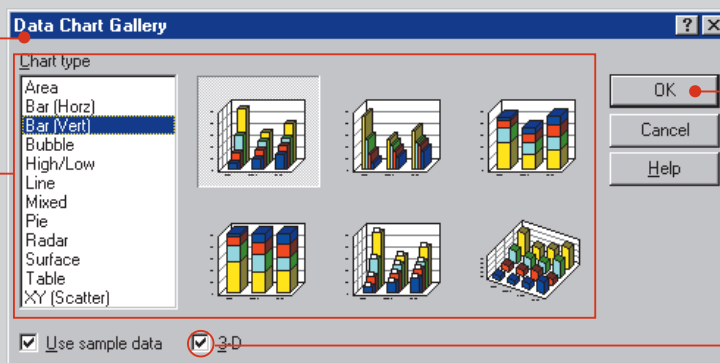 Data Chart Gallery
Chart type
Area
Bar (Horz)
Bar (Vert)
Bubble
High/Low
Line
Mixed
Pie
Radar
Surface
Table
XY (Scatter)
OK
Cancel
Help
Use sample data
3-D